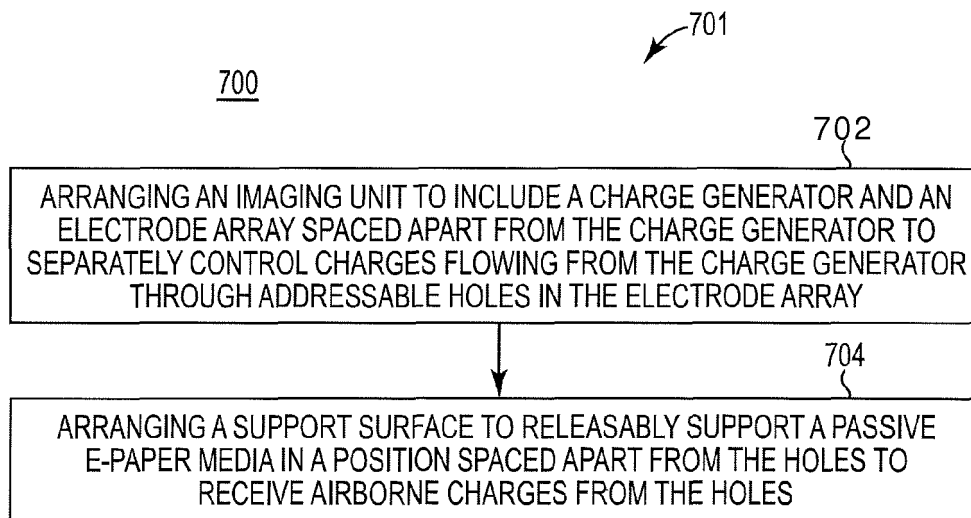 701
700
702
ARRANGING AN IMAGING UNIT TO INCLUDE A CHARGE GENERATOR AND AN
ELECTRODE ARRAY SPACED APART FROM THE CHARGE GENERATOR TO
SEPARATELY CONTROL CHARGES FLOWING FROM THE CHARGE GENERATOR
THROUGH ADDRESSABLE HOLES IN THE ELECTRODE ARRAY
704
ARRANGING A SUPPORT SURFACE TO RELEASABLY SUPPORT A PASSIVE
E-PAPER MEDIA IN A POSITION SPACED APART FROM THE HOLES TO
RECEIVE AIRBORNE CHARGES FROM THE HOLES